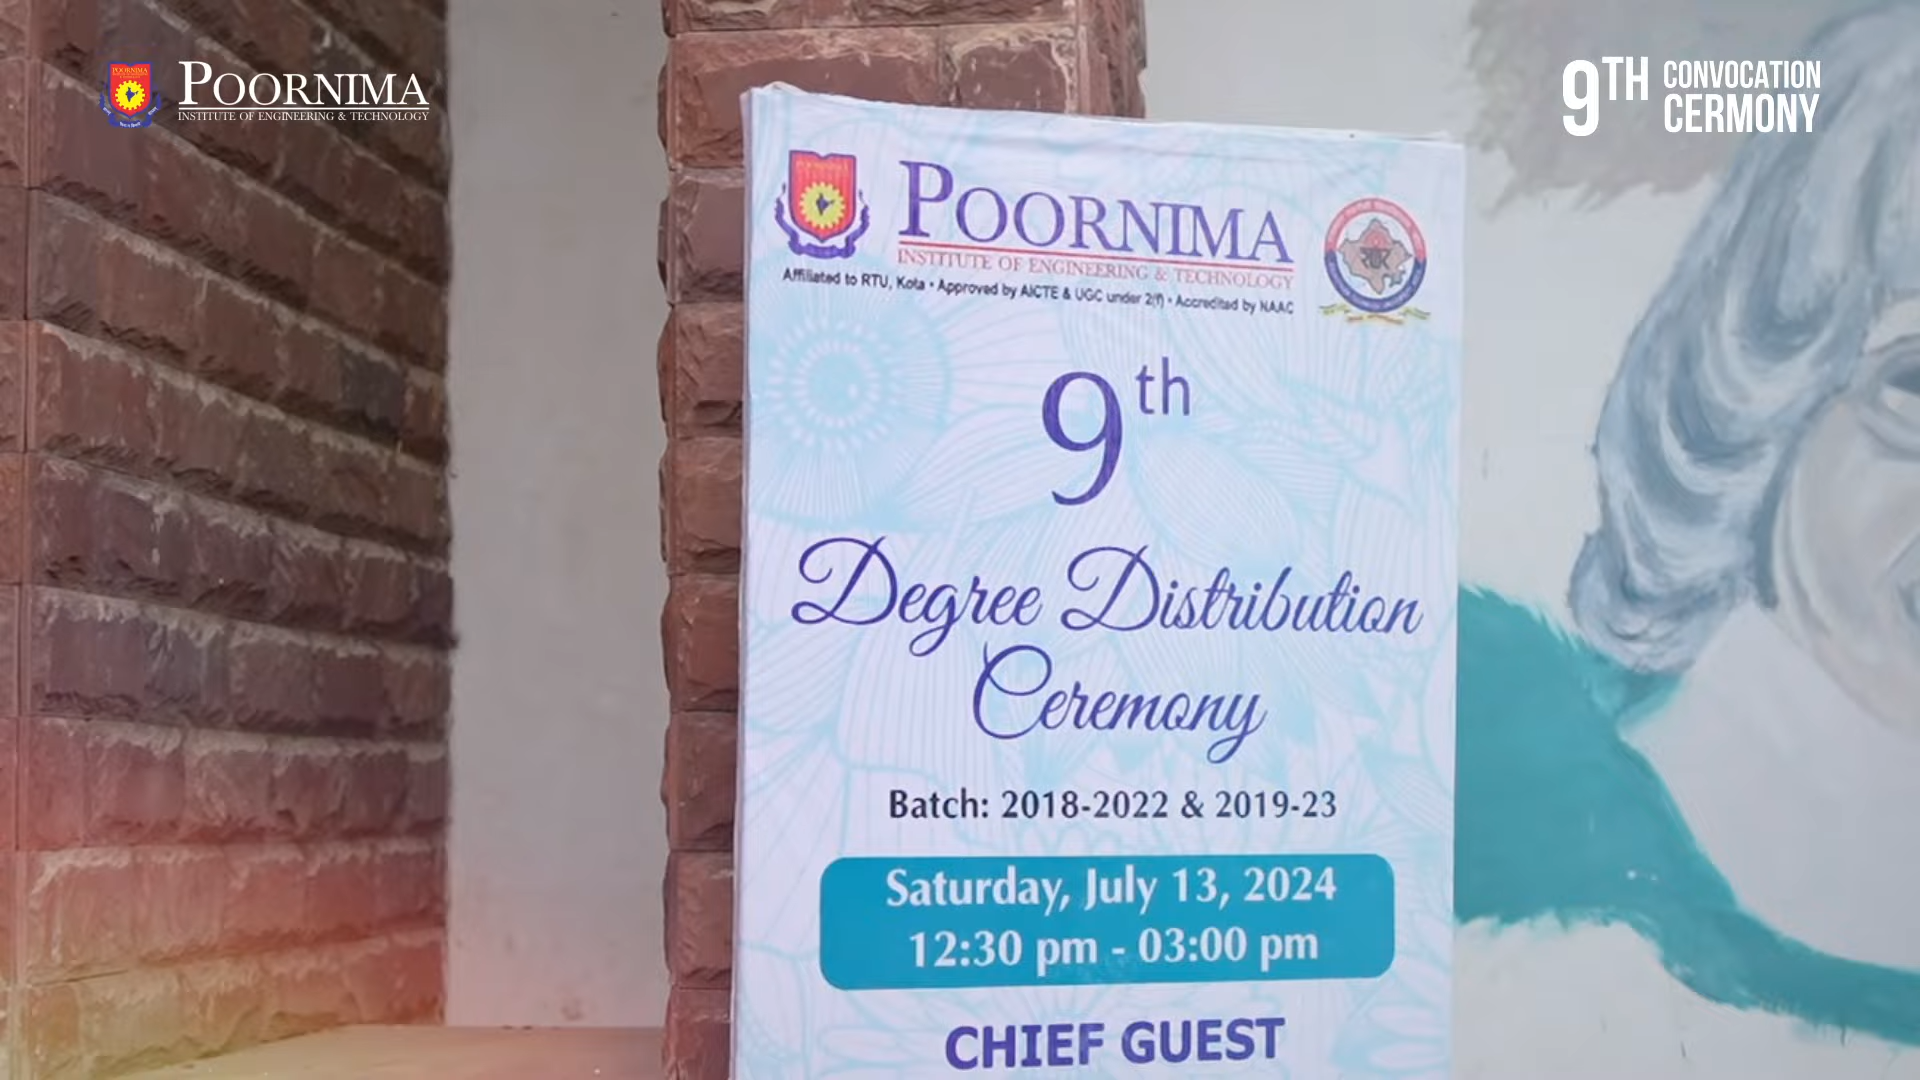 POORNIMA
INSTITUTE OF ENGINEERING & TECHNOLOGY
9TH CONVOCATION
CERMONY
POORNIMA
INSTITUTE OF ENGINEERING & TECHNOLOGY
Affiliated to RTU, Kota • Approved by AICTE & UGC under 2(f) • Accredited by NAAC
9th
Degree Distribution
Ceremony
Batch: 2018-2022 & 2019-23
Saturday, July 13, 2024
12:30 pm - 03:00 pm
CHIEF GUEST